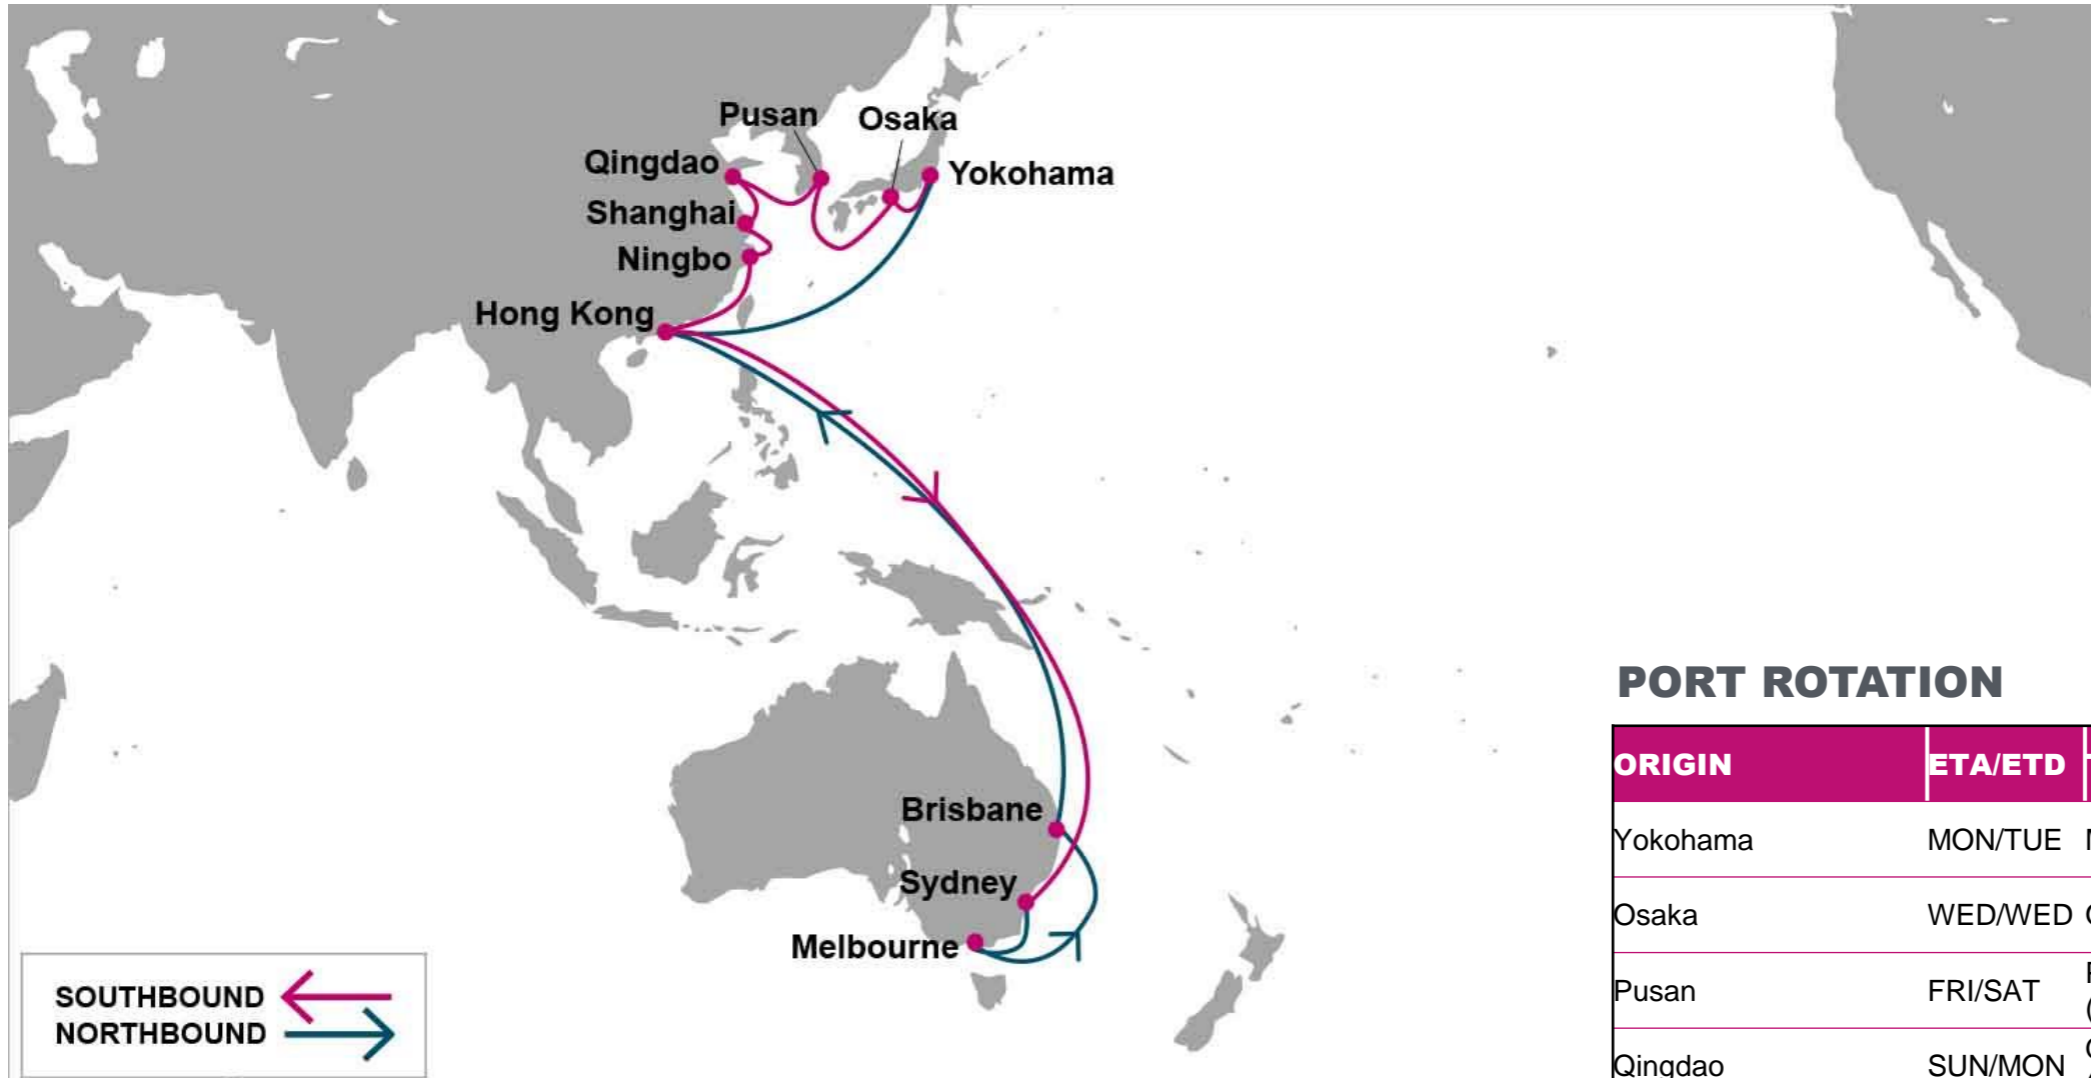 Pusan
Osaka
Qingdao
Yokohama
Shanghai
Ningbo
Hong Kong
Brisbane
Sydney
Melbourne
SOUTHBOUND
NORTHBOUND
PORT ROTATION
ORIGIN ETA/ETD
Yokohama MON/TUE
Osaka WED/WED
Pusan FRI/SAT
Qingdao SUN/MON